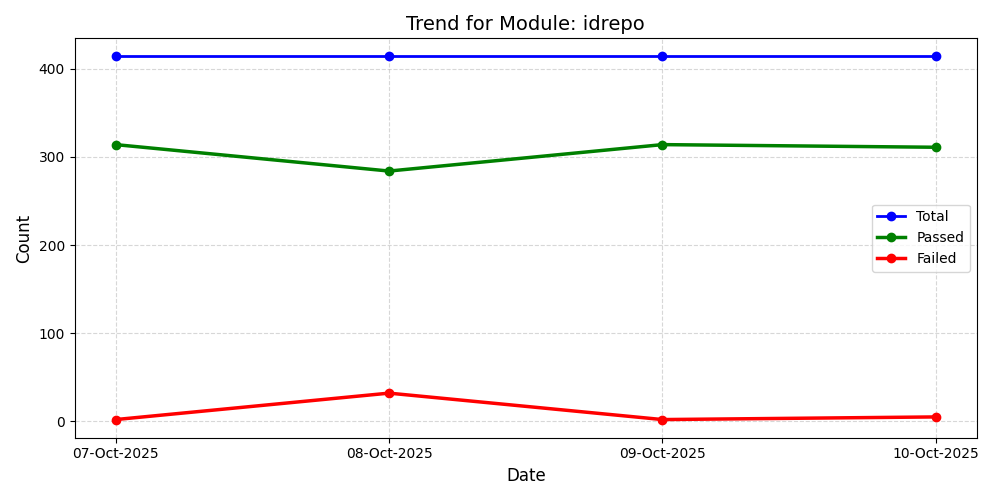 Trend for Module: idrepo
400
300
200
100
0
Count
Total
Passed
Failed
07-Oct-2025
08-Oct-2025
09-Oct-2025
10-Oct-2025
Date